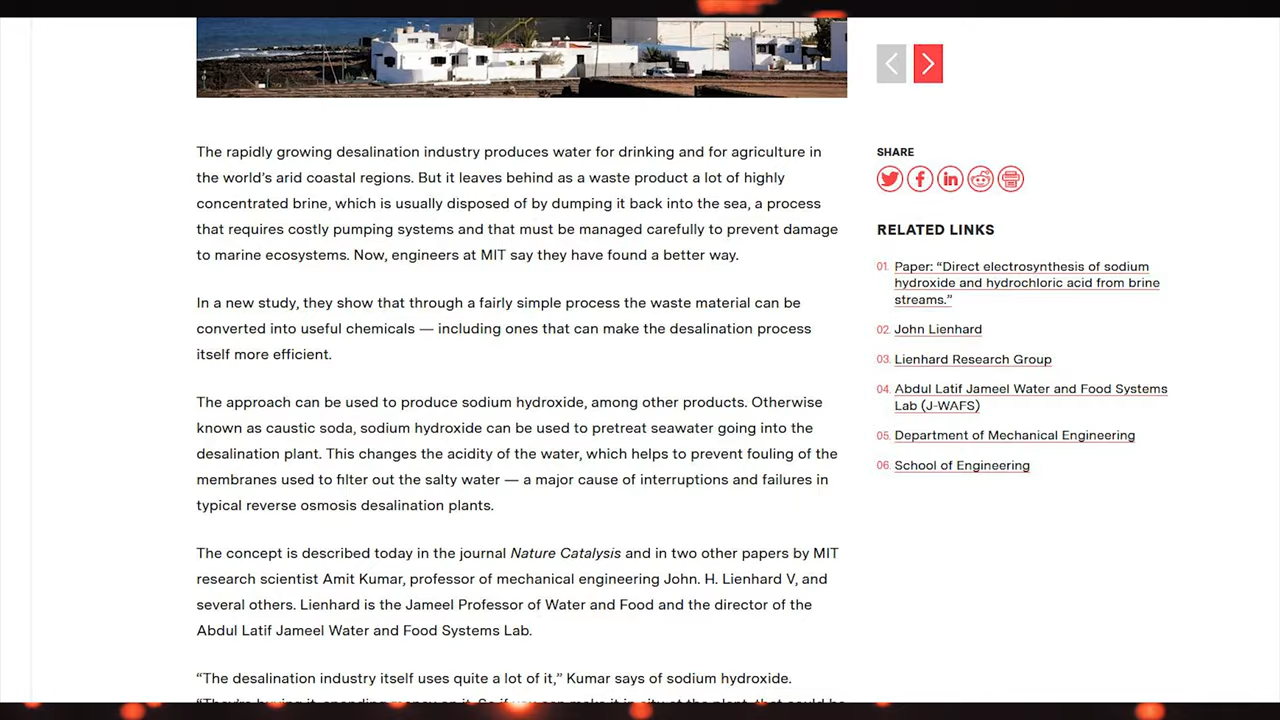 The rapidly growing desalination industry produces water for drinking and for agriculture in
the world's arid coastal regions. But it leaves behind as a waste product a lot of highly
concentrated brine, which is usually disposed of by dumping it back into the sea, a process
that requires costly pumping systems and that must be managed carefully to prevent damage
to marine ecosystems. Now, engineers at MIT say they have found a better way.
In a new study, they show that through a fairly simple process the waste material can be
converted into useful chemicals — including ones that can make the desalination process
itself more efficient.
The approach can be used to produce sodium hydroxide, among other products. Otherwise
known as caustic soda, sodium hydroxide can be used to pretreat seawater going into the
desalination plant. This changes the acidity of the water, which helps to prevent fouling of the
membranes used to filter out the salty water — a major cause of interruptions and failures in
typical reverse osmosis desalination plants.
The concept is described today in the journal Nature Catalysis and in two other papers by MIT
research scientist Amit Kumar, professor of mechanical engineering John. H. Lienhard V, and
several others. Lienhard is the Jameel Professor of Water and Food and the director of the
Abdul Latif Jameel Water and Food Systems Lab.
“The desalination industry itself uses quite a lot of it,” Kumar says of sodium hydroxide.
SHARE
RELATED LINKS
01. Paper: “Direct electrosynthesis of sodium
hydroxide and hydrochloric acid from brine
streams.”
02. John Lienhard
03. Lienhard Research Group
04. Abdul Latif Jameel Water and Food Systems
Lab (J-WAFS)
05. Department of Mechanical Engineering
06. School of Engineering